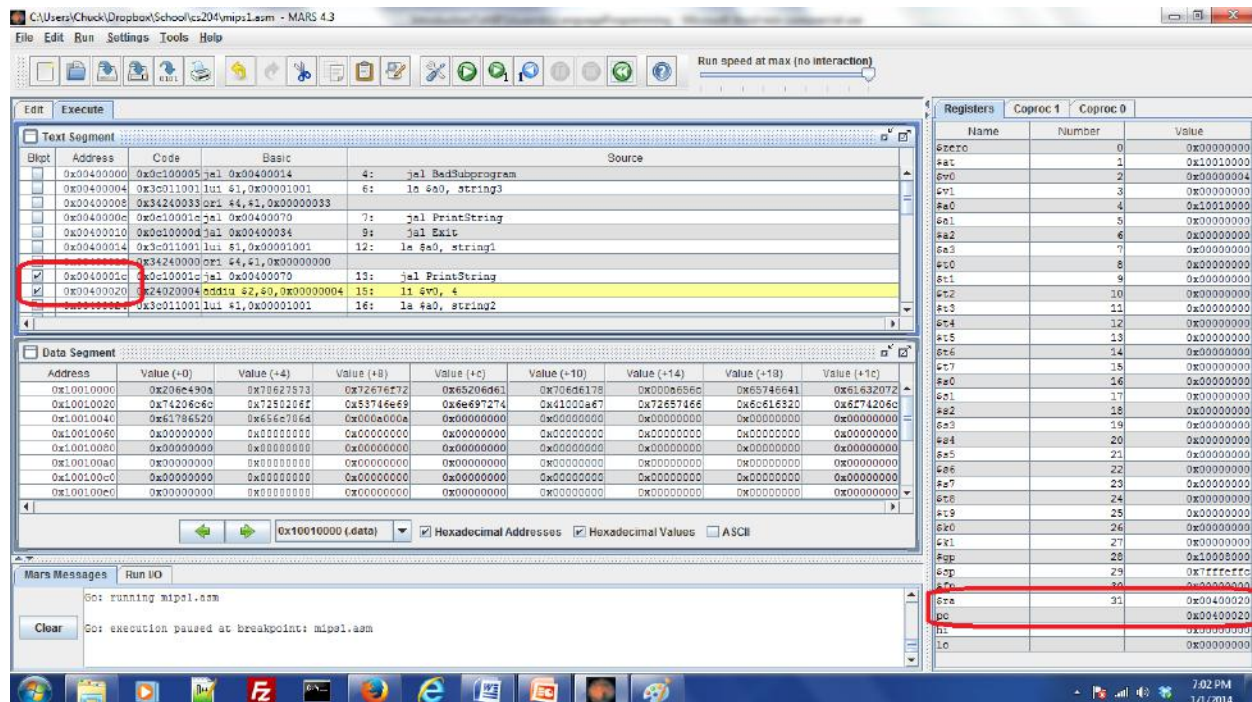 C:\Users\Chuck\Dropbox\School\cs204\mips1.asm - MARS 4.3
File Edit Run Settings Tools Help
Run speed at max (no interaction)
Edit Execute
Text Segment
Bkpt Address Code Basic Source
0x00400000 0x0c100005 jal 0x00400014 4: jal BadSubprogram
0x00400004 0x3c011001 lui $1,0x00001001 6: la $a0, string3
0x00400008 0x34240033 ori $4,$1,0x00000033
0x0040000c 0x0c10001c jal 0x00400070 7: jal PrintString
0x00400010 0x0c10000d jal 0x00400034 9: jal Exit
0x00400014 0x3c011001 lui $1,0x00001001 12: la $a0, string1
0x34240000 ori $4,$1,0x00000000
0x0040001c 0x0c10001c jal 0x00400070 13: jal PrintString
0x00400020 0x24020004 addiu $2,$0,0x00000004 15: li $v0, 4
0x3c011001 lui $1,0x00001001 16: la $a0, string2
Data Segment
Address Value (+0) Value (+4) Value (+8) Value (+c) Value (+10) Value (+14) Value (+18) Value (+1c)
0x10010000 0x206e490a 0x70627573 0x72676f72 0x65206d61 0x706d6178 0x000a656c 0x65746641 0x61632072
0x10010020 0x74206c6c 0x7250206f 0x53746e69 0x6e697274 0x41000a67 0x72657466 0x6c616320 0x6f74206c
0x10010040 0x61786520 0x656c706d 0x000a000a 0x00000000 0x00000000 0x00000000 0x00000000 0x00000000
0x10010060 0x00000000 0x00000000 0x00000000 0x00000000 0x00000000 0x00000000 0x00000000 0x00000000
0x10010080 0x00000000 0x00000000 0x00000000 0x00000000 0x00000000 0x00000000 0x00000000 0x00000000
0x100100a0 0x00000000 0x00000000 0x00000000 0x00000000 0x00000000 0x00000000 0x00000000 0x00000000
0x100100c0 0x00000000 0x00000000 0x00000000 0x00000000 0x00000000 0x00000000 0x00000000 0x00000000
0x100100e0 0x00000000 0x00000000 0x00000000 0x00000000 0x00000000 0x00000000 0x00000000 0x00000000
0x10010000 (.data) Hexadecimal Addresses Hexadecimal Values ASCII
Mars Messages Run I/O
Go: running mips1.asm
Go: execution paused at breakpoint: mips1.asm
Clear
Registers Coproc 1 Coproc 0
Name Number Value
$zero 0 0x00000000
$at 1 0x10010000
$v0 2 0x00000004
$v1 3 0x00000000
$a0 4 0x10010000
$a1 5 0x00000000
$a2 6 0x00000000
$a3 7 0x00000000
$t0 8 0x00000000
$t1 9 0x00000000
$t2 10 0x00000000
$t3 11 0x00000000
$t4 12 0x00000000
$t5 13 0x00000000
$t6 14 0x00000000
$t7 15 0x00000000
$s0 16 0x00000000
$s1 17 0x00000000
$s2 18 0x00000000
$s3 19 0x00000000
$s4 20 0x00000000
$s5 21 0x00000000
$s6 22 0x00000000
$s7 23 0x00000000
$t8 24 0x00000000
$t9 25 0x00000000
$k0 26 0x00000000
$k1 27 0x00000000
$gp 28 0x10008000
$sp 29 0x7fffeffc
$fp 30 0x00000000
$ra 31 0x00400020
pc 0x00400020
hi 0x00000000
lo 0x00000000
7:02 PM
1/1/2014